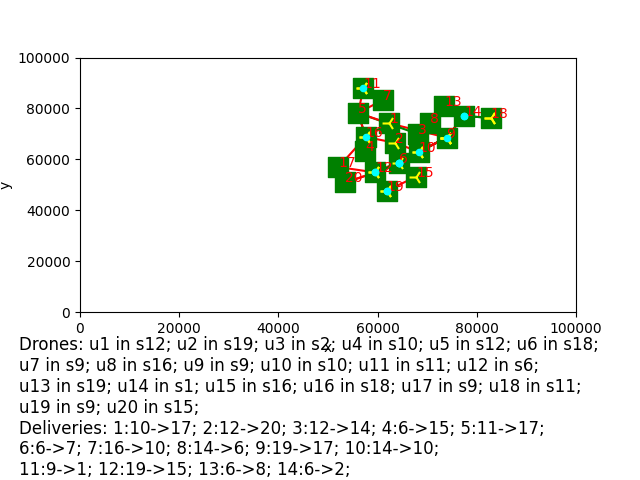 100000
80000
60000
40000
20000
0
y
0 20000 40000 60000 80000 100000
x
Drones: u1 in s12; u2 in s19; u3 in s2; u4 in s10; u5 in s12; u6 in s18;
u7 in s9; u8 in s16; u9 in s9; u10 in s10; u11 in s11; u12 in s6;
u13 in s19; u14 in s1; u15 in s16; u16 in s18; u17 in s9; u18 in s11;
u19 in s9; u20 in s15;
Deliveries: 1:10->17; 2:12->20; 3:12->14; 4:6->15; 5:11->17;
6:6->7; 7:16->10; 8:14->6; 9:19->17; 10:14->10;
11:9->1; 12:19->15; 13:6->8; 14:6->2;